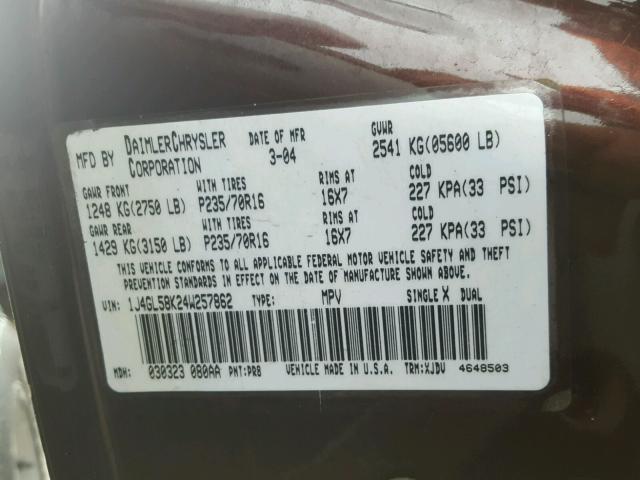 MFD BY DAIMLERCHRYSLER CORPORATION DATE OF MFR 3-04 GVWR 2541 KG(05600 LB)
GAWR FRONT WITH TIRES RIMS AT COLD
1248 KG(2750 LB) P235/70R16 16X7 227 KPA(33 PSI)
GAWR REAR WITH TIRES RIMS AT COLD
1429 KG(3150 LB) P235/70R16 16X7 227 KPA(33 PSI)
THIS VEHICLE CONFORMS TO ALL APPLICABLE FEDERAL MOTOR VEHICLE SAFETY AND THEFT
PREVENTION STANDARDS IN EFFECT ON THE DATE OF MANUFACTURE SHOWN ABOVE.
VIN: 1J4GL58K24W257862 TYPE: MPV SINGLE X DUAL
MDH: 030323 080AA PNT:PR8 VEHICLE MADE IN U.S.A. TRM:XJDV 4648503